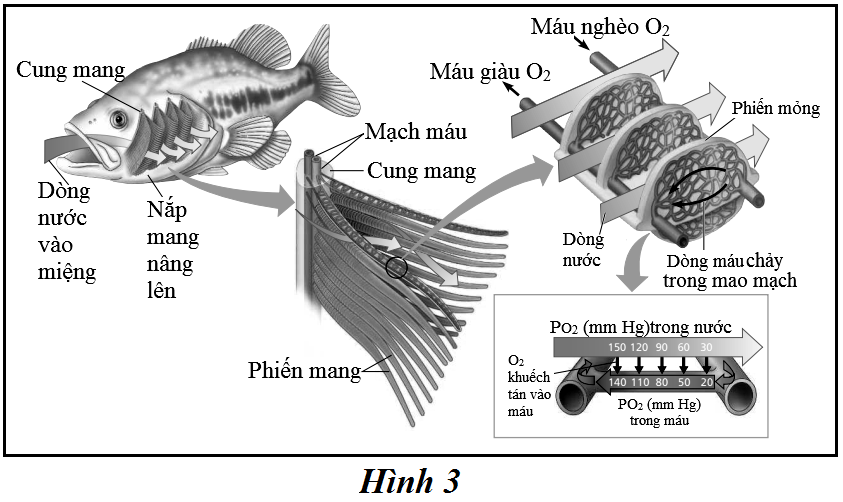 Cung mang
Dòng
nước
vào
miệng
Nắp
mang
nâng
lên
Mạch máu
Cung mang
Phiến mang
Máu nghèo O2
Máu giàu O2
Phiến mỏng
Dòng
nước
Dòng máu chảy
trong mao mạch
PO2 (mm Hg)trong nước
150 120 90 60 30
O2
khuếch
tán vào
máu
140 110 80 50 20
PO2 (mm Hg)
trong máu
Hình 3